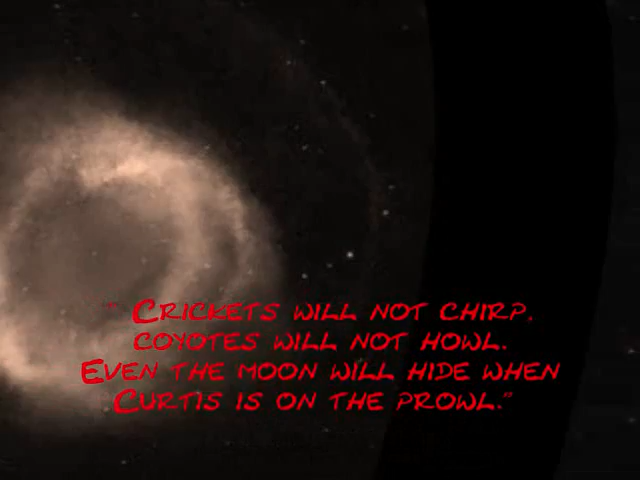 " Crickets will not chirp.
coyotes will not howl.
Even the moon will hide when
Curtis is on the prowl."